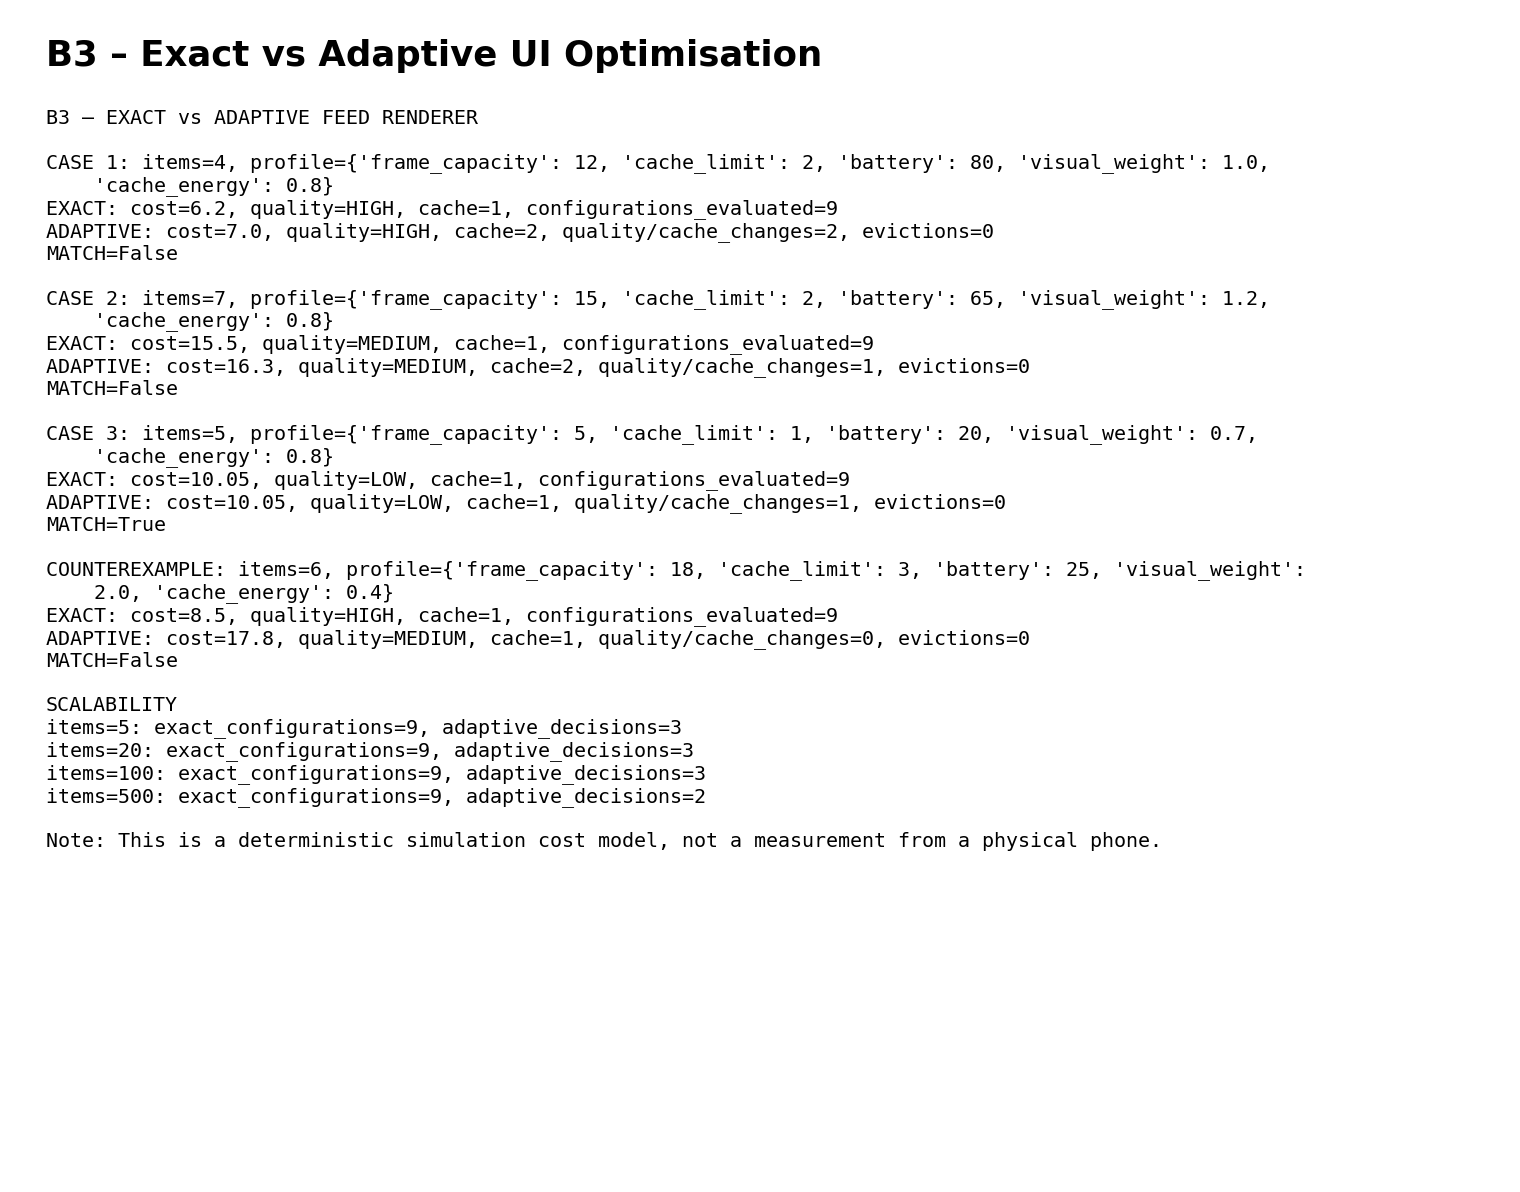 B3 – Exact vs Adaptive UI Optimisation
B3 — EXACT vs ADAPTIVE FEED RENDERER
CASE 1: items=4, profile={'frame_capacity': 12, 'cache_limit': 2, 'battery': 80, 'visual_weight': 1.0,
'cache_energy': 0.8}
EXACT: cost=6.2, quality=HIGH, cache=1, configurations_evaluated=9
ADAPTIVE: cost=7.0, quality=HIGH, cache=2, quality/cache_changes=2, evictions=0
MATCH=False
CASE 2: items=7, profile={'frame_capacity': 15, 'cache_limit': 2, 'battery': 65, 'visual_weight': 1.2,
'cache_energy': 0.8}
EXACT: cost=15.5, quality=MEDIUM, cache=1, configurations_evaluated=9
ADAPTIVE: cost=16.3, quality=MEDIUM, cache=2, quality/cache_changes=1, evictions=0
MATCH=False
CASE 3: items=5, profile={'frame_capacity': 5, 'cache_limit': 1, 'battery': 20, 'visual_weight': 0.7,
'cache_energy': 0.8}
EXACT: cost=10.05, quality=LOW, cache=1, configurations_evaluated=9
ADAPTIVE: cost=10.05, quality=LOW, cache=1, quality/cache_changes=1, evictions=0
MATCH=True
COUNTEREXAMPLE: items=6, profile={'frame_capacity': 18, 'cache_limit': 3, 'battery': 25, 'visual_weight':
2.0, 'cache_energy': 0.4}
EXACT: cost=8.5, quality=HIGH, cache=1, configurations_evaluated=9
ADAPTIVE: cost=17.8, quality=MEDIUM, cache=1, quality/cache_changes=0, evictions=0
MATCH=False
SCALABILITY
items=5: exact_configurations=9, adaptive_decisions=3
items=20: exact_configurations=9, adaptive_decisions=3
items=100: exact_configurations=9, adaptive_decisions=3
items=500: exact_configurations=9, adaptive_decisions=2
Note: This is a deterministic simulation cost model, not a measurement from a physical phone.